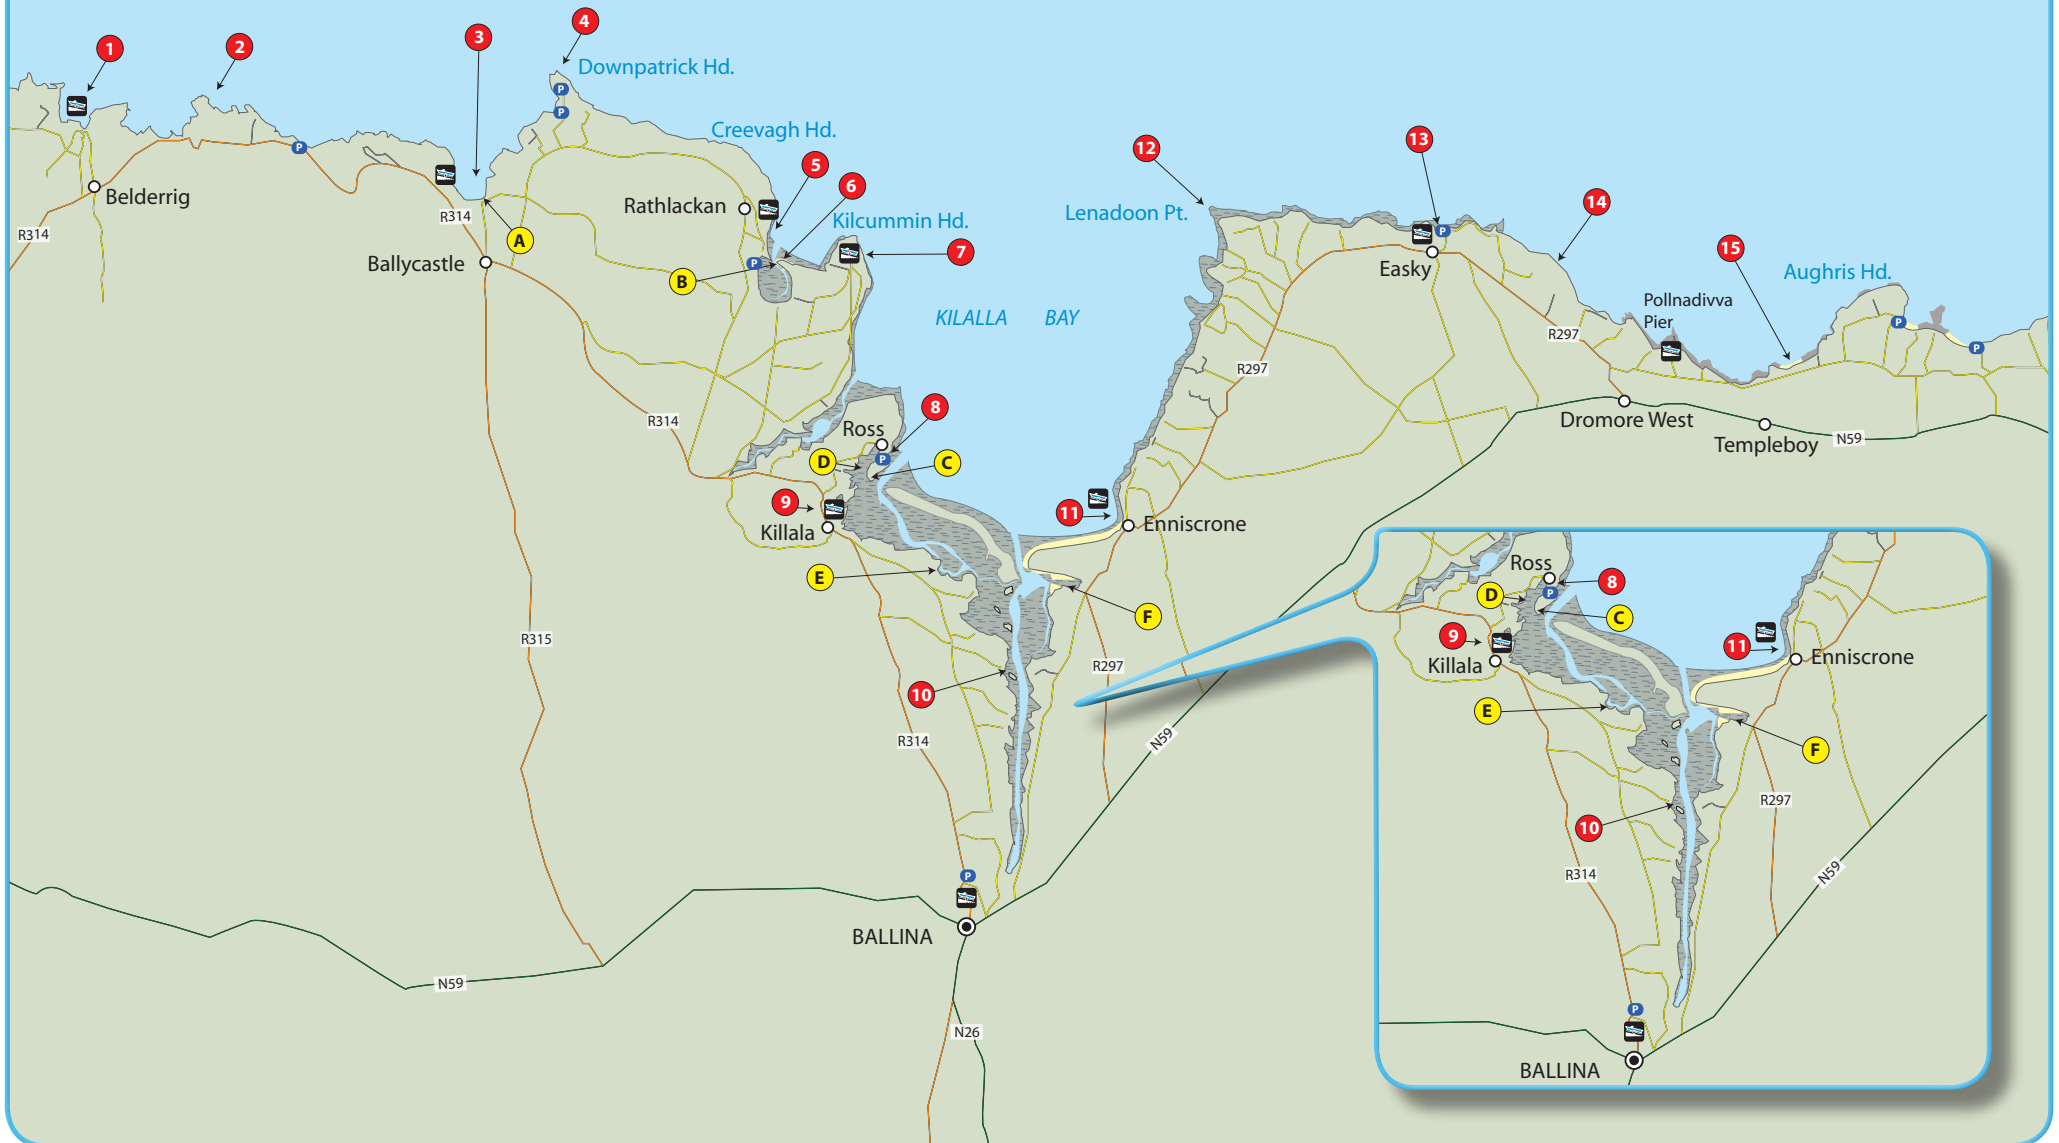 1
2
3
4
Downpatrick Hd.
P
P
Creevagh Hd.
P
Belderrig
R314
R314
A
Ballycastle
Rathlackan
5
6
Kilcummin Hd.
7
P
B
KILALLA BAY
12
Lenadoon Pt.
13
P
Easky
14
15
Aughris Hd.
Pollnadivva
Pier
P
P
R297
R297
Dromore West
Templeboy
N59
R314
8
Ross
P
D
C
9
Killala
11
Enniscrone
E
F
R315
R297
10
R314
N59
P
BALLINA
N59
N26
Ross
8
P
D
C
9
Killala
11
Enniscrone
E
F
R297
10
R314
N59
P
BALLINA